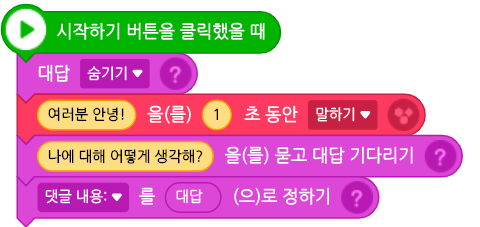 시작하기 버튼을 클릭했을 때
대답 숨기기 ?
여러분 안녕! 을(를) 1 초 동안 말하기
나에 대해 어떻게 생각해? 을(를) 묻고 대답 기다리기 ?
댓글 내용: 를 대답 (으)로 정하기 ?